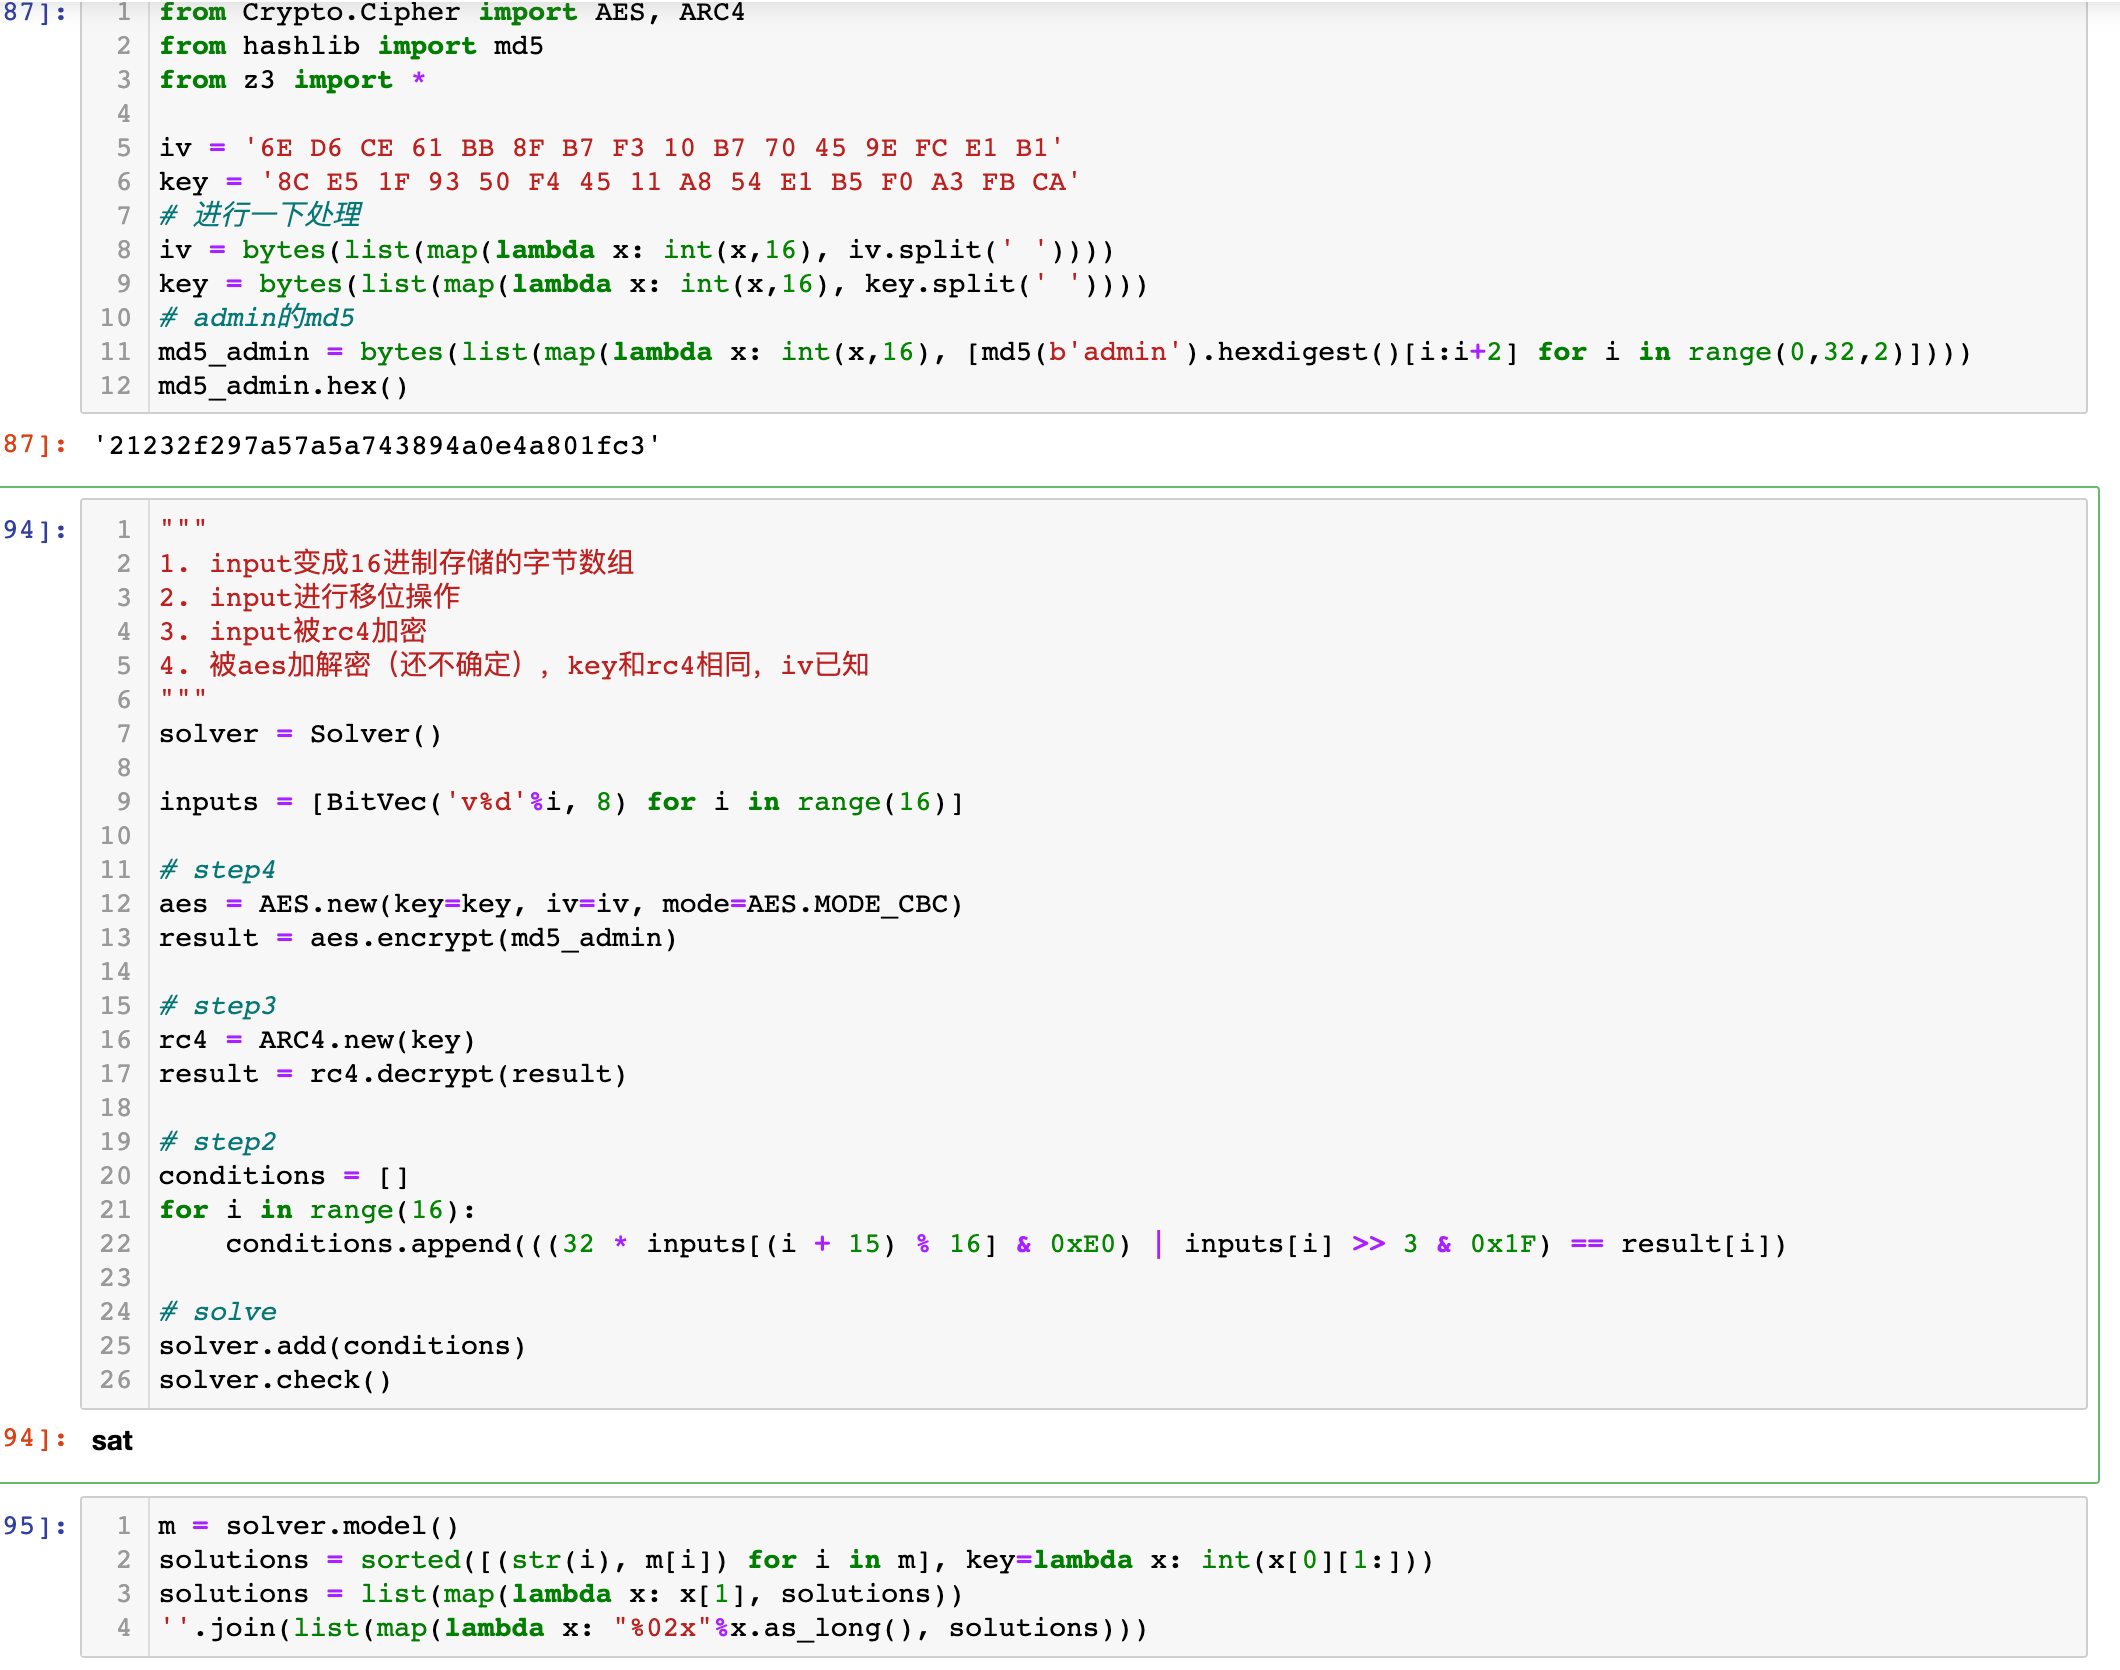 87]:
1 from Crypto.Cipher import AES, ARC4
2 from hashlib import md5
3 from z3 import *
4
5 iv = '6E D6 CE 61 BB 8F B7 F3 10 B7 70 45 9E FC E1 B1'
6 key = '8C E5 1F 93 50 F4 45 11 A8 54 E1 B5 F0 A3 FB CA'
7 # 进行一下处理
8 iv = bytes(list(map(lambda x: int(x,16), iv.split(' '))))
9 key = bytes(list(map(lambda x: int(x,16), key.split(' '))))
10 # admin的md5
11 md5_admin = bytes(list(map(lambda x: int(x,16), [md5(b'admin').hexdigest()[i:i+2] for i in range(0,32,2)])))
12 md5_admin.hex()
87]: '21232f297a57a5a743894a0e4a801fc3'
94]:
1 """
2 1. input变成16进制存储的字节数组
3 2. input进行移位操作
4 3. input被rc4加密
5 4. 被aes加解密（还不确定），key和rc4相同，iv已知
6 """
7 solver = Solver()
8
9 inputs = [BitVec('v%d'%i, 8) for i in range(16)]
10
11 # step4
12 aes = AES.new(key=key, iv=iv, mode=AES.MODE_CBC)
13 result = aes.encrypt(md5_admin)
14
15 # step3
16 rc4 = ARC4.new(key)
17 result = rc4.decrypt(result)
18
19 # step2
20 conditions = []
21 for i in range(16):
22     conditions.append(((32 * inputs[(i + 15) % 16] & 0xE0) | inputs[i] >> 3 & 0x1F) == result[i])
23
24 # solve
25 solver.add(conditions)
26 solver.check()
94]: sat
95]:
1 m = solver.model()
2 solutions = sorted([(str(i), m[i]) for i in m], key=lambda x: int(x[0][1:]))
3 solutions = list(map(lambda x: x[1], solutions))
4 ''.join(list(map(lambda x: "%02x"%x.as_long(), solutions)))